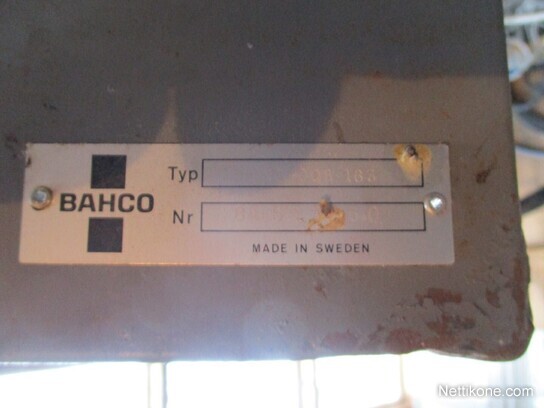 Typ
BAHCO
Nr
MADE IN SWEDEN
Nettikone.com